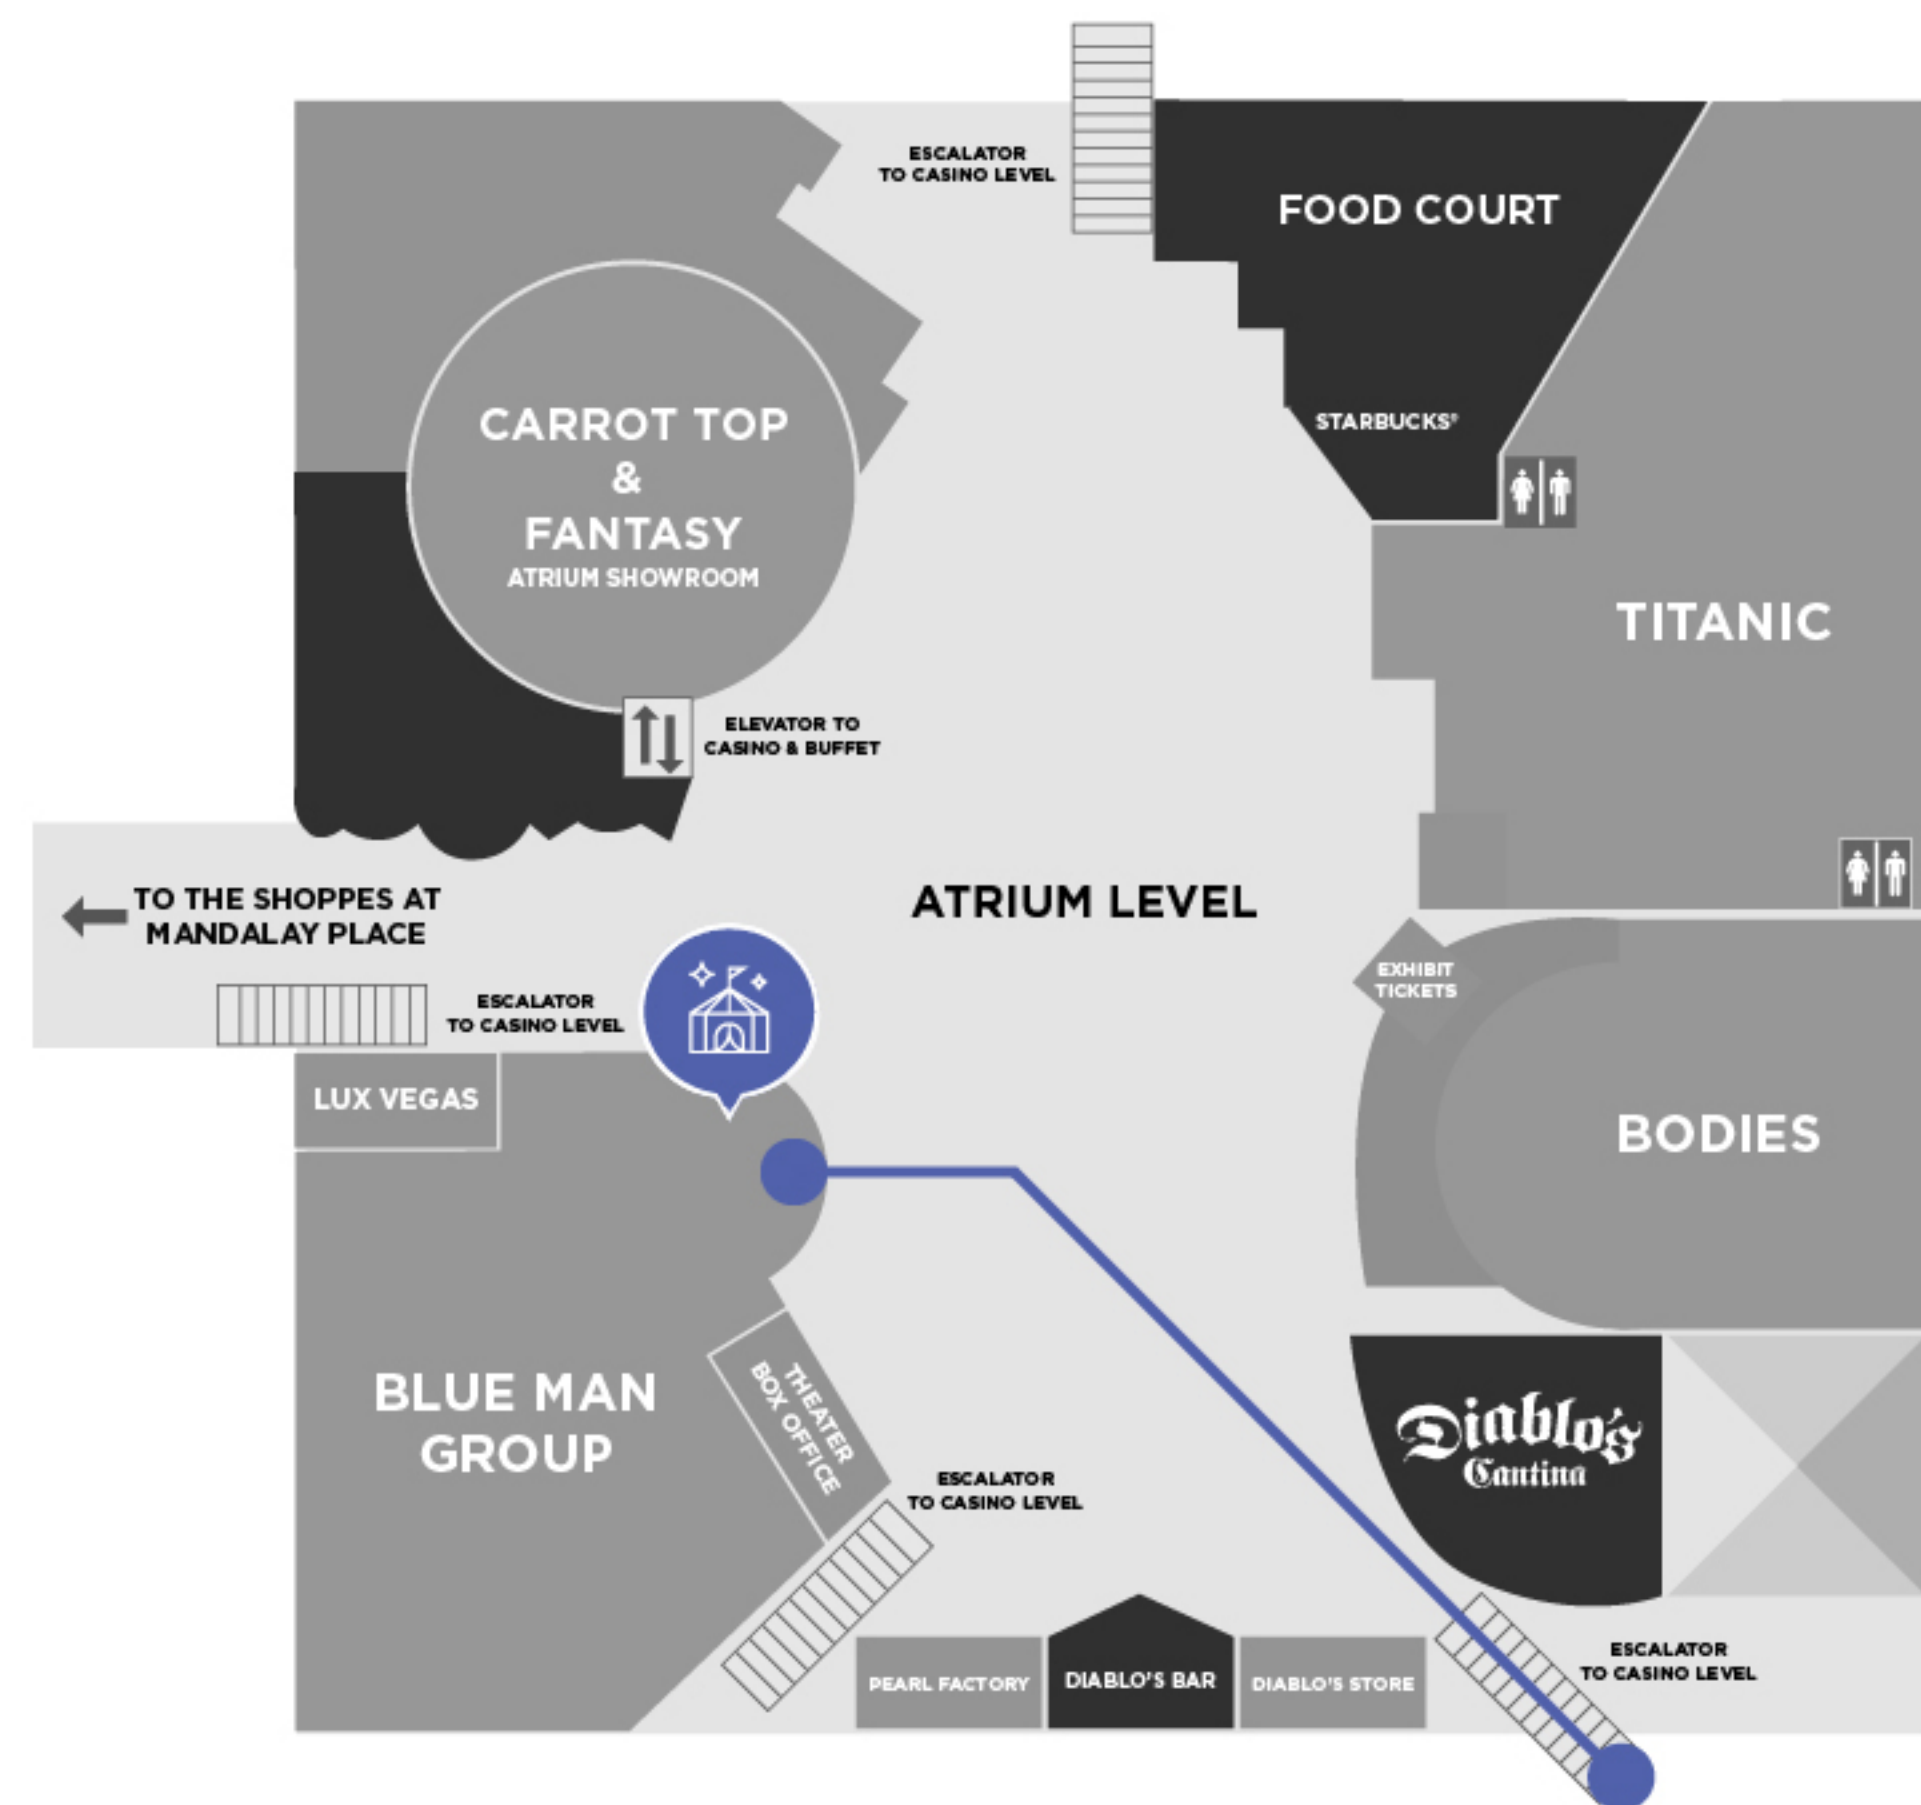 ESCALATOR
TO CASINO LEVEL
FOOD COURT
STARBUCKS®
CARROT TOP
&
FANTASY
ATRIUM SHOWROOM
TITANIC
ELEVATOR TO
CASINO & BUFFET
TO THE SHOPPES AT
MANDALAY PLACE
ATRIUM LEVEL
EXHIBIT
TICKETS
ESCALATOR
TO CASINO LEVEL
LUX VEGAS
BODIES
BLUE MAN
GROUP
THEATER
BOX OFFICE
Diablo's
Cantina
ESCALATOR
TO CASINO LEVEL
PEARL FACTORY
DIABLO'S BAR
DIABLO'S STORE
ESCALATOR
TO CASINO LEVEL